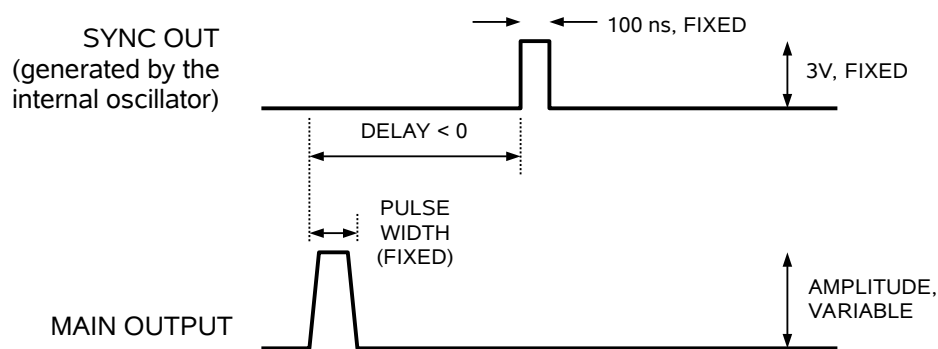 SYNC OUT
(generated by the
internal oscillator)
100 ns, FIXED
3V, FIXED
DELAY < 0
PULSE
WIDTH
(FIXED)
AMPLITUDE,
VARIABLE
MAIN OUTPUT